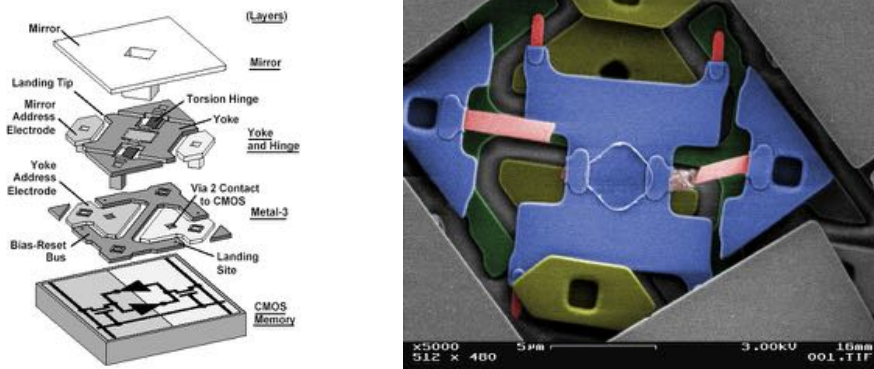 (Layers)
Mirror
Mirror
Landing Tip
Torsion Hinge
Mirror
Address
Electrode
Yoke
Yoke
and Hinge
Yoke
Address
Electrode
Via 2 Contact
to CMOS
Metal-3
Bias-Reset
Bus
Landing
Site
CMOS
Memory
x5000 5µm 3.00kV 16mm
512 x 480 001.TIF